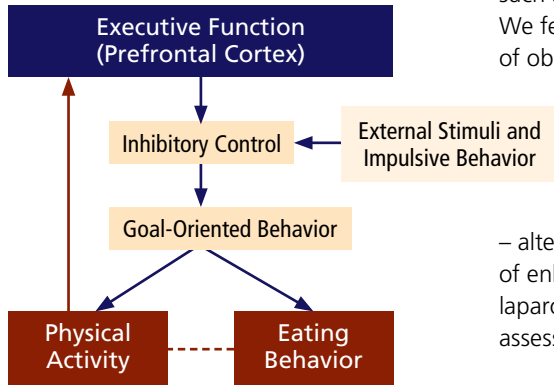 Executive Function
(Prefrontal Cortex)
Inhibitory Control
External Stimuli and
Impulsive Behavior
Goal-Oriented Behavior
Physical
Activity
Eating
Behavior
We fe
of ob
– alte
of enl
laparc
assess